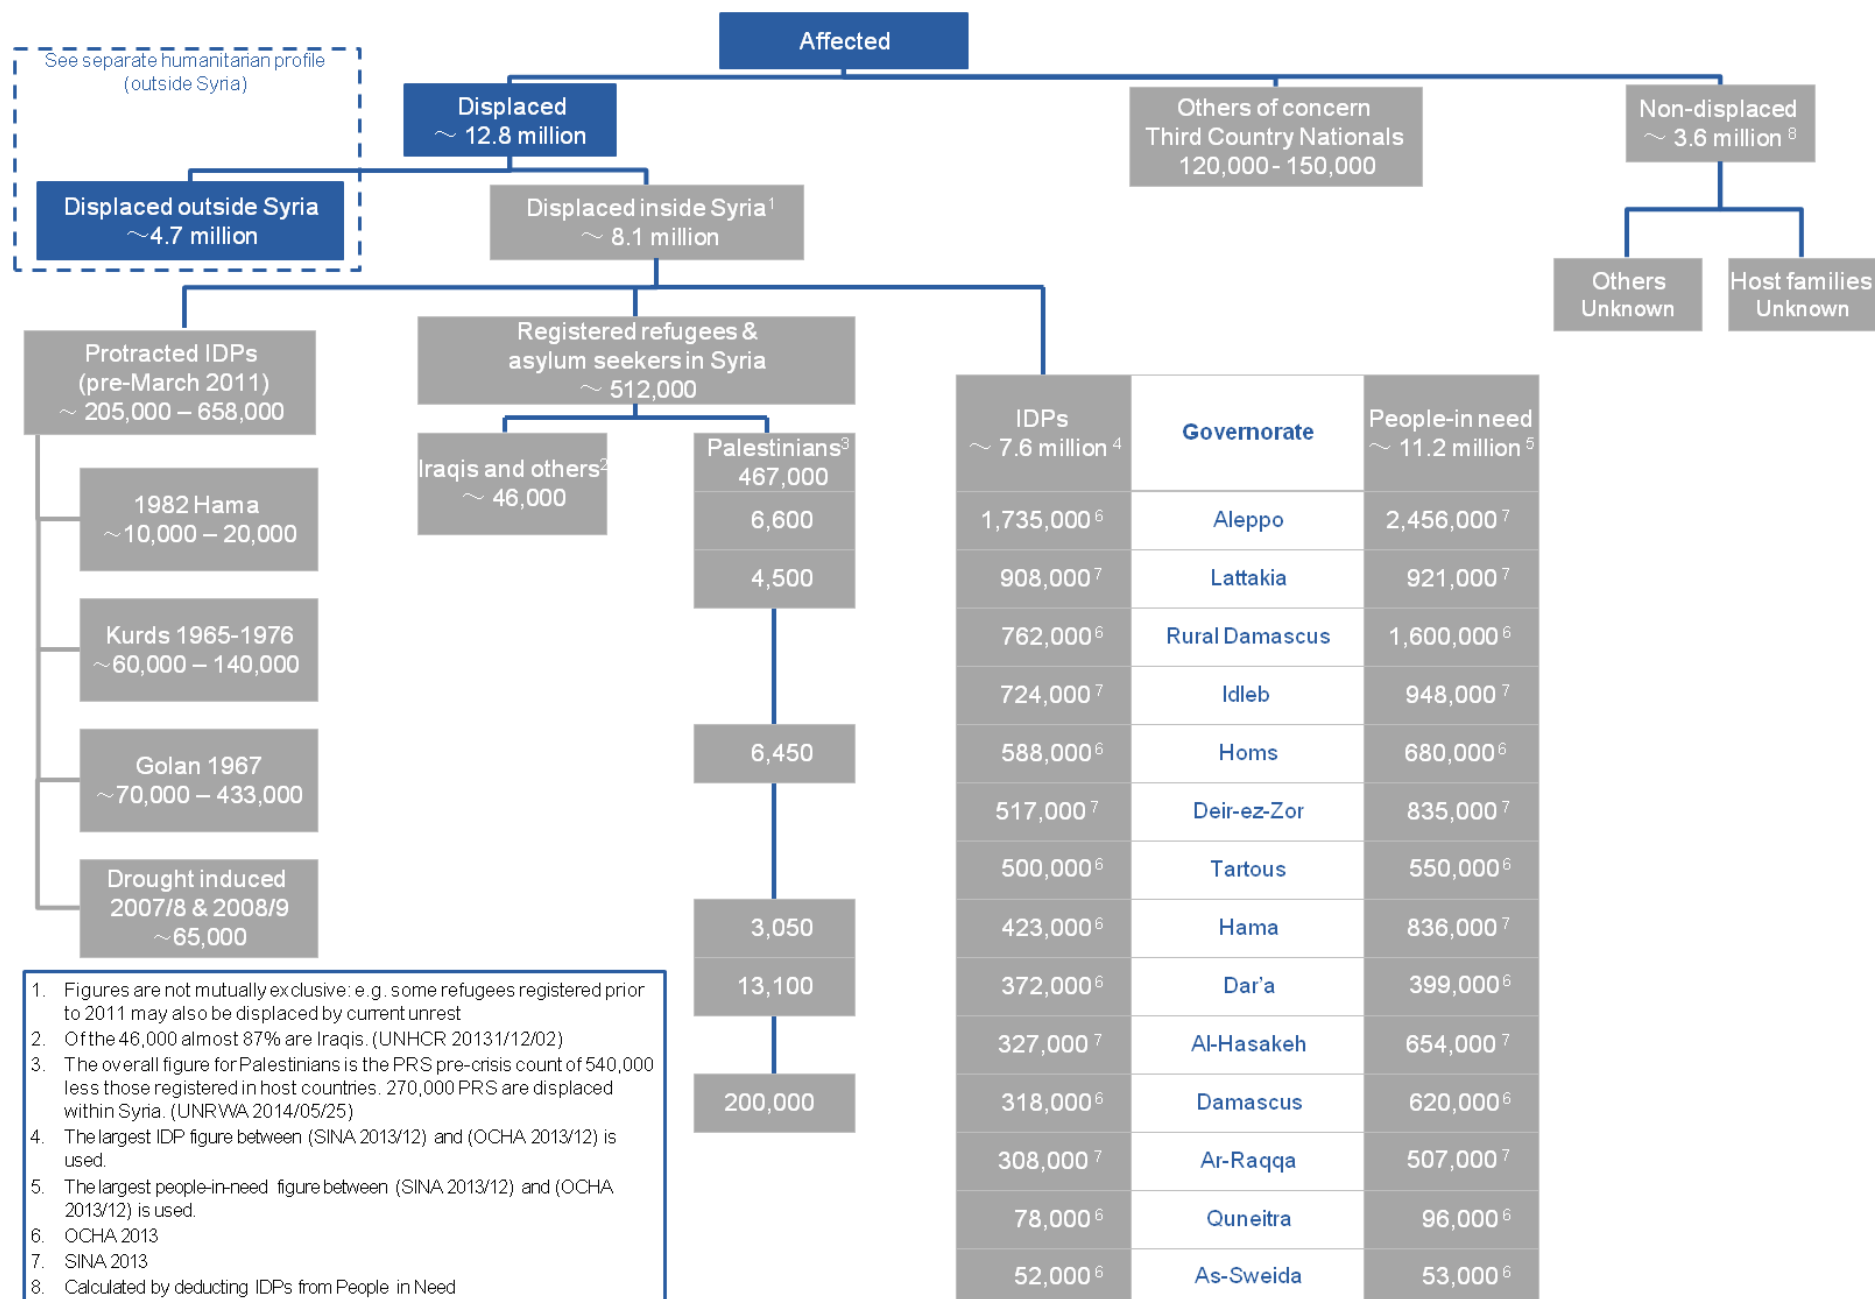 Affected
See separate humanitarian profile
(outside Syria)
Displaced
~ 12.8 million
Others of concern
Third Country Nationals
120,000 - 150,000
Non-displaced
~ 3.6 million 8
Displaced outside Syria
~4.7 million
Displaced inside Syria1
~ 8.1 million
Others
Unknown
Host families
Unknown
Protracted IDPs
(pre-March 2011)
~ 205,000 – 658,000
Registered refugees &
asylum seekers in Syria
~ 512,000
1982 Hama
~10,000 – 20,000
Kurds 1965-1976
~60,000 – 140,000
Golan 1967
~70,000 – 433,000
Drought induced
2007/8 & 2008/9
~65,000
Iraqis and others2
~ 46,000
Palestinians3
467,000
6,600
4,500
6,450
3,050
13,100
200,000
IDPs
~ 7.6 million 4
Governorate
People-in need
~ 11.2 million 5
1,735,000 6 Aleppo 2,456,000 7
908,000 7 Lattakia 921,000 7
762,000 6 Rural Damascus 1,600,000 6
724,000 7 Idleb 948,000 7
588,000 6 Homs 680,000 6
517,000 7 Deir-ez-Zor 835,000 7
500,000 6 Tartous 550,000 6
423,000 6 Hama 836,000 7
372,000 6 Dar'a 399,000 6
327,000 7 Al-Hasakeh 654,000 7
318,000 6 Damascus 620,000 6
308,000 7 Ar-Raqqa 507,000 7
78,000 6 Quneitra 96,000 6
52,000 6 As-Sweida 53,000 6
1. Figures are not mutually exclusive: e.g. some refugees registered prior
to 2011 may also be displaced by current unrest
2. Of the 46,000 almost 87% are Iraqis. (UNHCR 20131/12/02)
3. The overall figure for Palestinians is the PRS pre-crisis count of 540,000
less those registered in host countries. 270,000 PRS are displaced
within Syria. (UNRWA 2014/05/25)
4. The largest IDP figure between (SINA 2013/12) and (OCHA 2013/12) is
used.
5. The largest people-in-need figure between (SINA 2013/12) and (OCHA
2013/12) is used.
6. OCHA 2013
7. SINA 2013
8. Calculated by deducting IDPs from People in Need